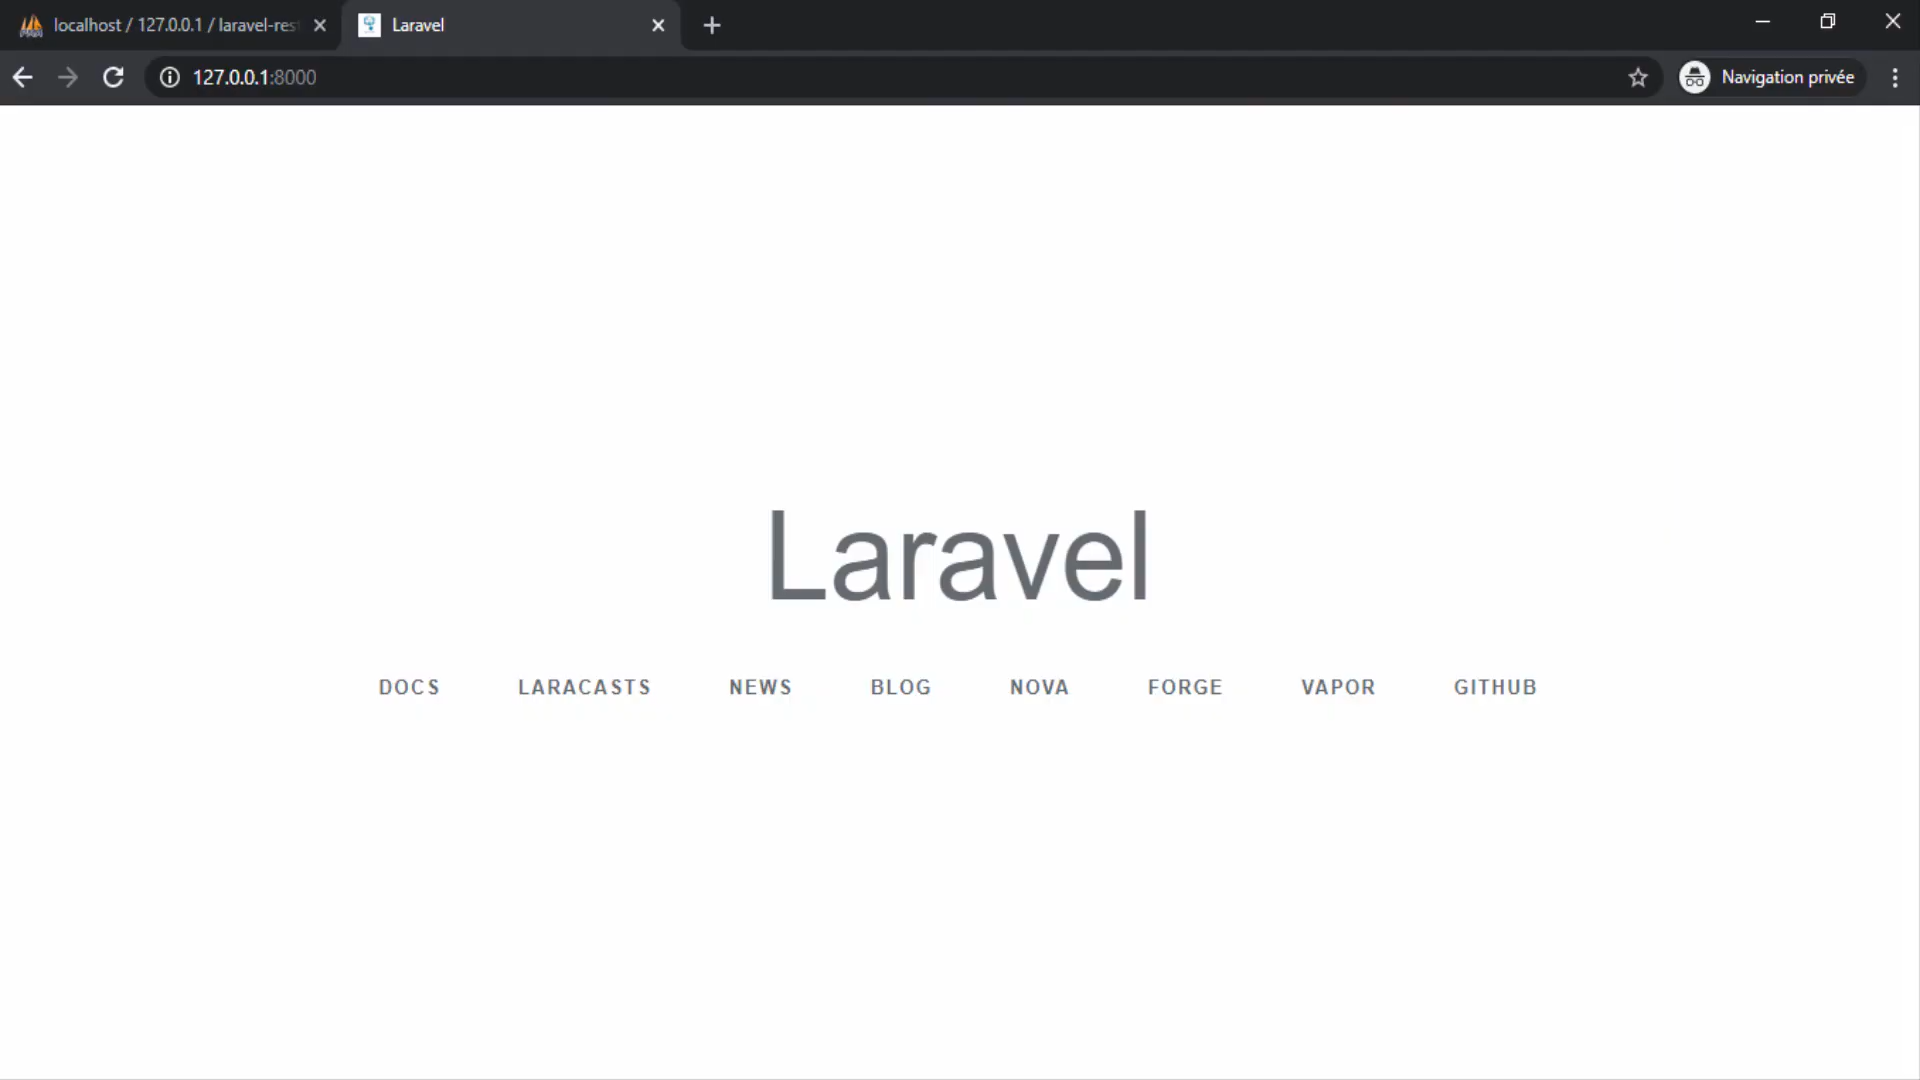 localhost / 127.0.0.1 / laravel-res
Laravel
127.0.0.1:8000
Navigation privée
Laravel
DOCS LARACASTS NEWS BLOG NOVA FORGE VAPOR GITHUB